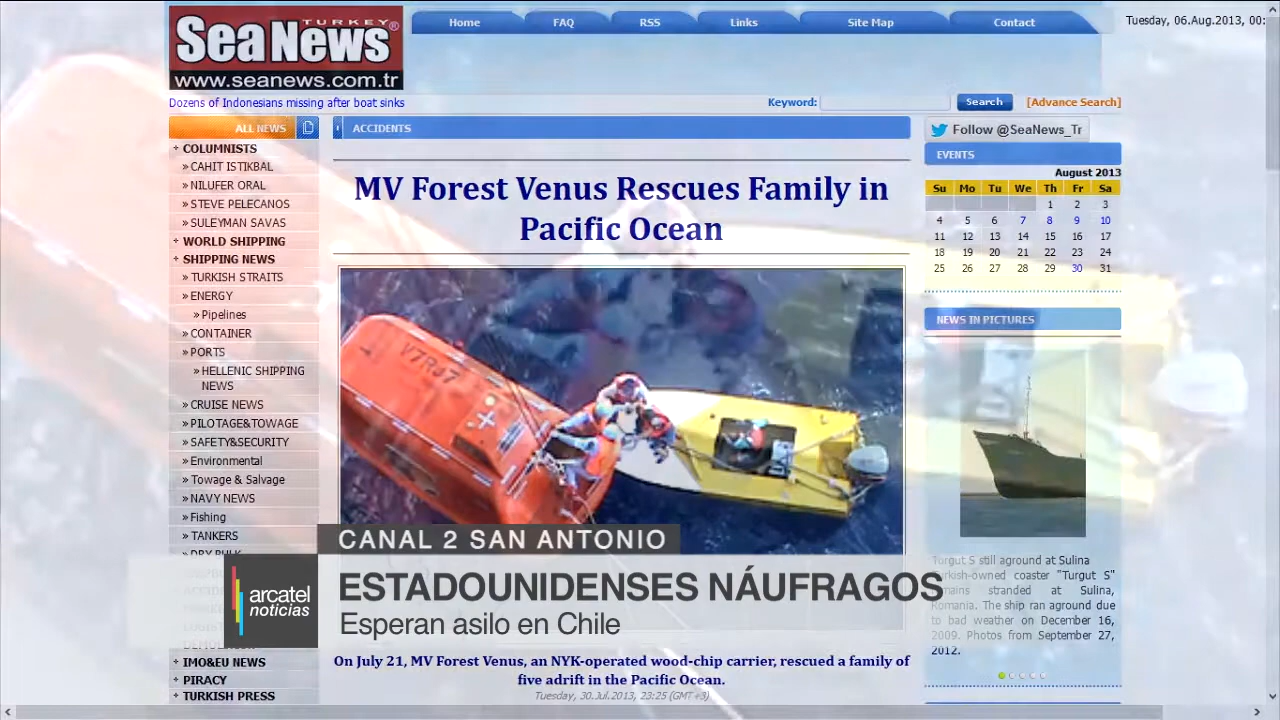 TURKEY
SeaNews®
www.seanews.com.tr
Home
FAQ
RSS
Links
Site Map
Contact
Tuesday, 06.Aug.2013, 00:
Dozens of Indonesians missing after boat sinks
Keyword:
Search
[Advance Search]
ALL NEWS
COLUMNISTS
» CAHIT ISTIKBAL
» NILUFER ORAL
» STEVE PELECANOS
» SULEYMAN SAVAS
WORLD SHIPPING
SHIPPING NEWS
» TURKISH STRAITS
» ENERGY
» Pipelines
» CONTAINER
» PORTS
» HELLENIC SHIPPING
NEWS
» CRUISE NEWS
» PILOTAGE&TOWAGE
» SAFETY&SECURITY
» Environmental
» Towage & Salvage
» NAVY NEWS
» Fishing
» TANKERS
» DRY BULK
IMO&EU NEWS
PIRACY
TURKISH PRESS
ACCIDENTS
MV Forest Venus Rescues Family in
Pacific Ocean
V7RG7
CANAL 2 SAN ANTONIO
arcatel
noticias
ESTADOUNIDENSES NÁUFRAGOS
Esperan asilo en Chile
On July 21, MV Forest Venus, an NYK-operated wood-chip carrier, rescued a family of
five adrift in the Pacific Ocean.
Tuesday, 30.Jul.2013, 23:25 (GMT +3)
Follow @SeaNews_Tr
EVENTS
August 2013
Su Mo Tu We Th Fr Sa
1 2 3
4 5 6 7 8 9 10
11 12 13 14 15 16 17
18 19 20 21 22 23 24
25 26 27 28 29 30 31
NEWS IN PICTURES
Turgut S still aground at Sulina
Turkish-owned coaster "Turgut S"
remains stranded at Sulina,
Romania. The ship ran aground due
to bad weather on December 16,
2009. Photos from September 27,
2012.